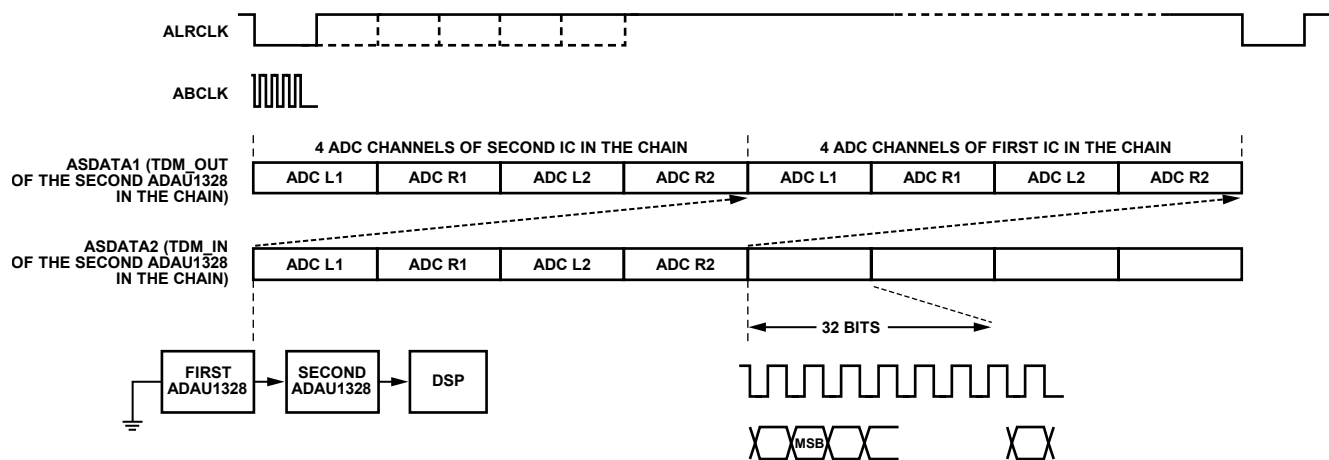 ALRCLK
ABCLK
4 ADC CHANNELS OF SECOND IC IN THE CHAIN
4 ADC CHANNELS OF FIRST IC IN THE CHAIN
ASDATA1 (TDM_OUT
OF THE SECOND ADAU1328
IN THE CHAIN)
ADC L1
ADC R1
ADC L2
ADC R2
ADC L1
ADC R1
ADC L2
ADC R2
ASDATA2 (TDM_IN
OF THE SECOND ADAU1328
IN THE CHAIN)
ADC L1
ADC R1
ADC L2
ADC R2
32 BITS
FIRST
ADAU1328
SECOND
ADAU1328
DSP
MSB